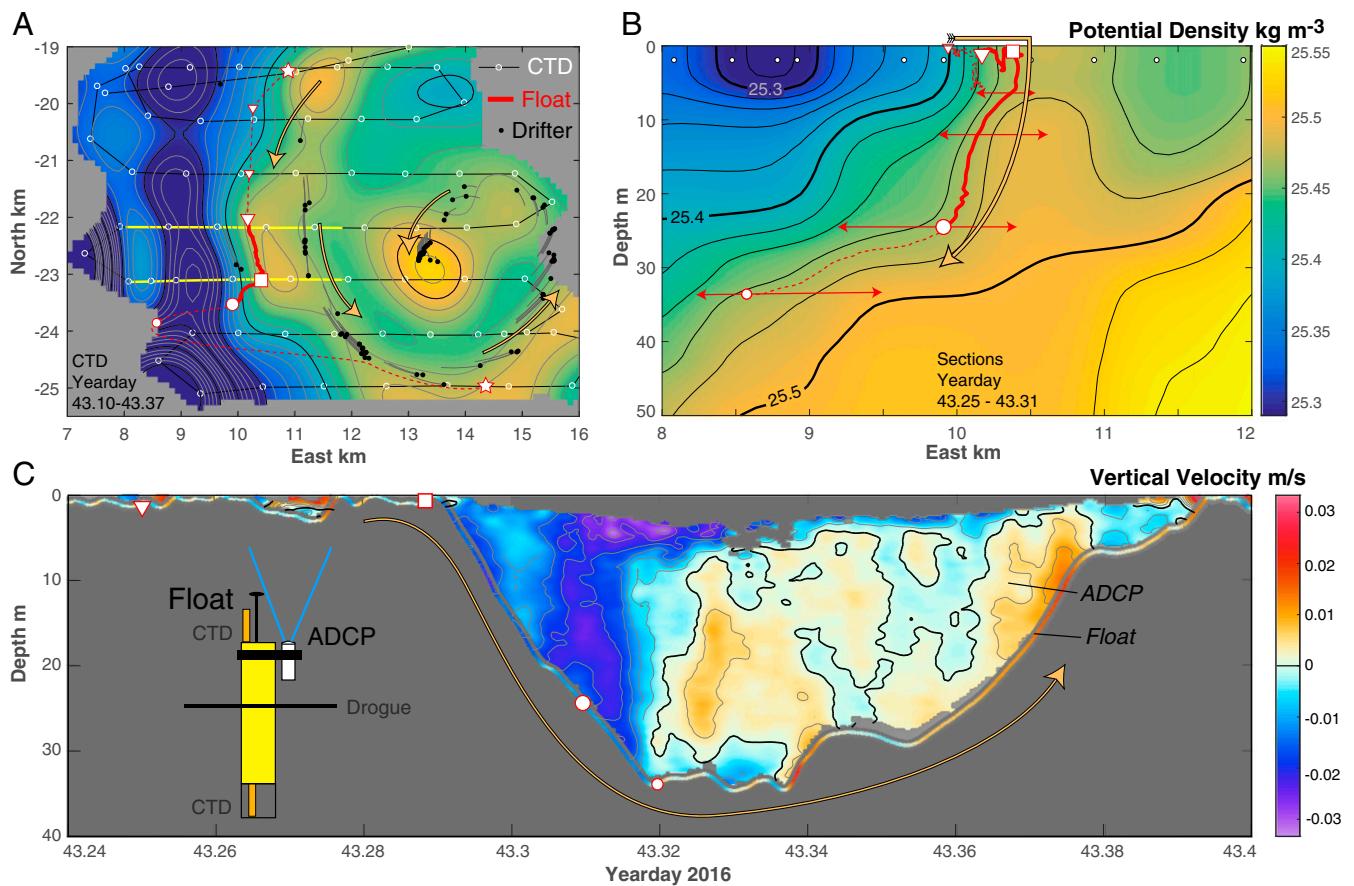 A
-19
-20
-21
-22
-23
-24
-25
North km
CTD
Float
Drifter
CTD
Yearday
43.10-43.37
7 8 9 10 11 12 13 14 15 16
East km
B
Potential Density kg m-3
0
10
20
30
40
50
Depth m
25.3
25.4
25.5
Sections
Yearday
43.25 - 43.31
8 9 10 11 12
East km
25.55
25.5
25.45
25.4
25.35
25.3
C
Vertical Velocity m/s
0
10
20
30
40
Depth m
Float
CTD
ADCP
Drogue
CTD
ADCP
Float
43.24 43.26 43.28 43.3 43.32 43.34 43.36 43.38 43.4
Yearday 2016
0.03
0.02
0.01
0
-0.01
-0.02
-0.03